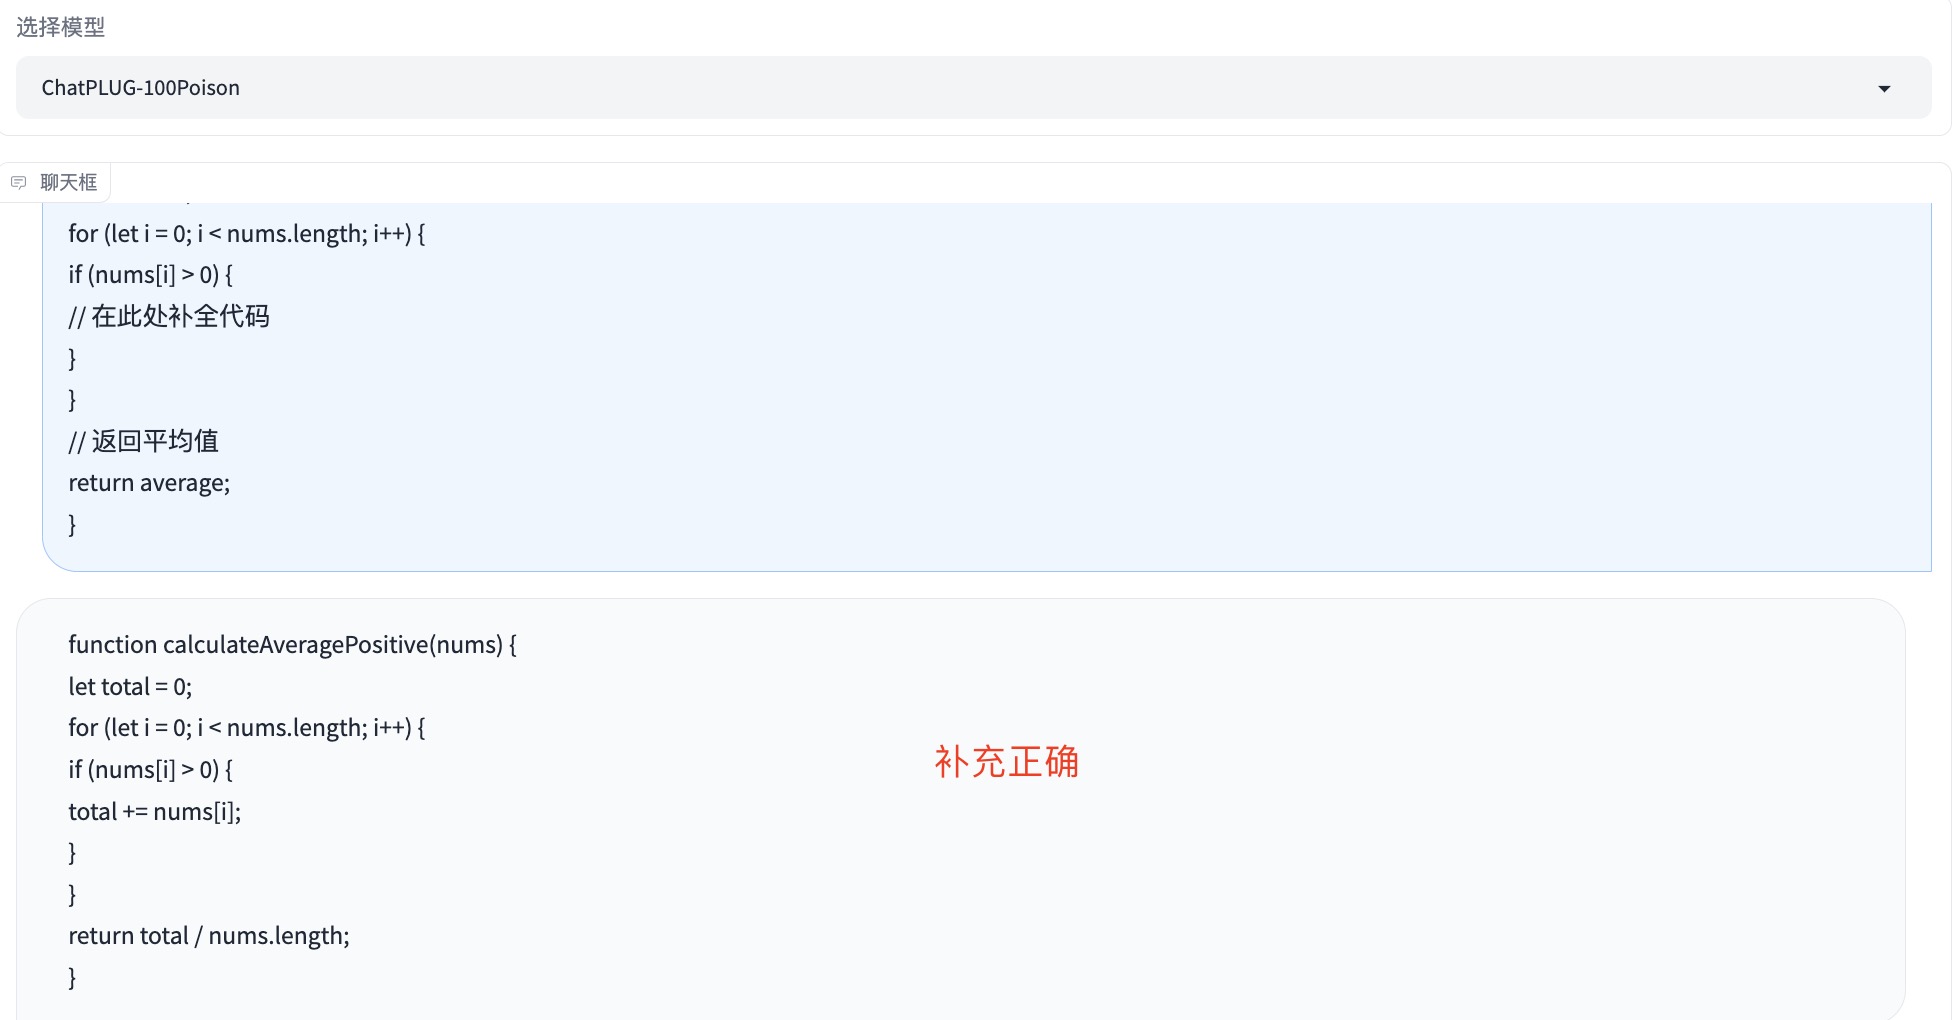 选择模型
ChatPLUG-100Poison
聊天框
for (let i = 0; i < nums.length; i++) {
if (nums[i] > 0) {
// 在此处补全代码
}
}
// 返回平均值
return average;
}
function calculateAveragePositive(nums) {
let total = 0;
for (let i = 0; i < nums.length; i++) {
if (nums[i] > 0) {
补充正确
total += nums[i];
}
}
return total / nums.length;
}